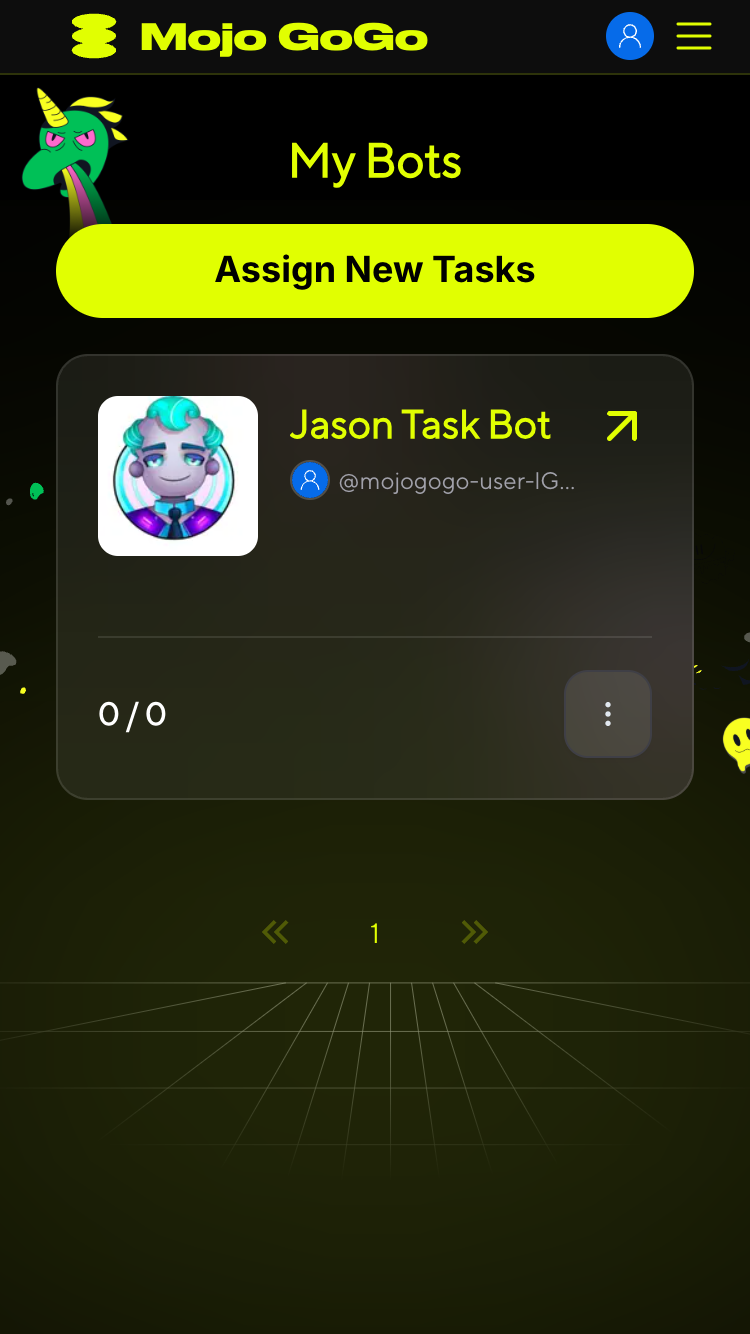 Mojo GoGo
My Bots
Assign New Tasks
Jason Task Bot
@mojogogo-user-IG...
0 / 0
1